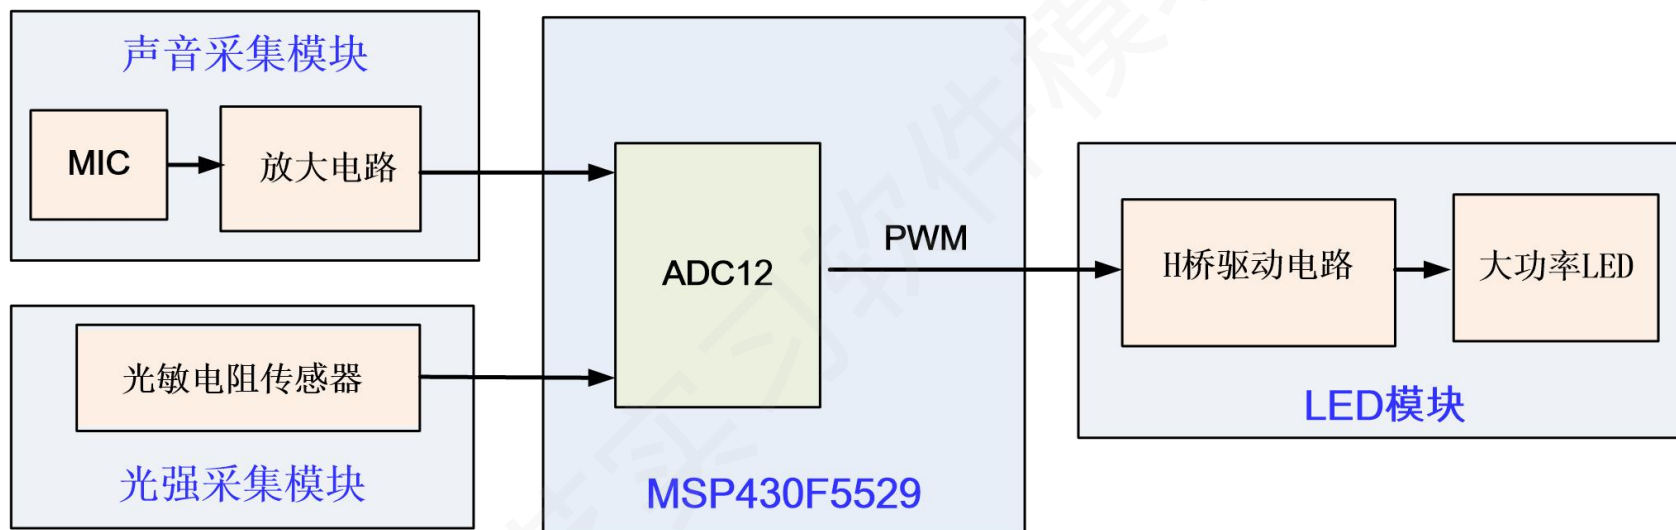 声音采集模块
MIC
放大电路
光敏电阻传感器
光强采集模块
ADC12
MSP430F5529
PWM
H桥驱动电路
大功率LED
LED模块